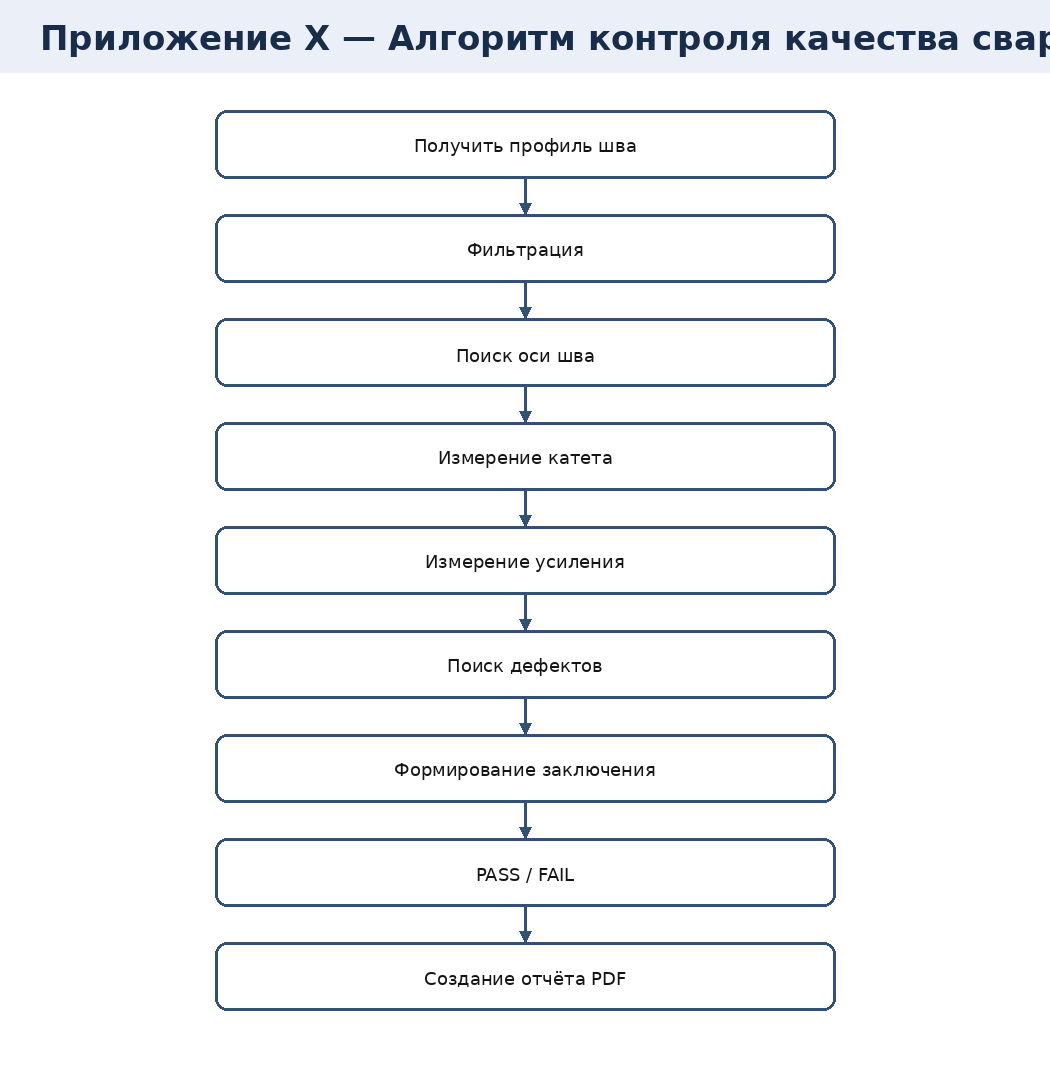 Приложение X — Алгоритм контроля качества
Получить профиль шва
Фильтрация
Поиск оси шва
Измерение катета
Измерение усиления
Поиск дефектов
Формирование заключения
PASS / FAIL
Создание отчёта PDF